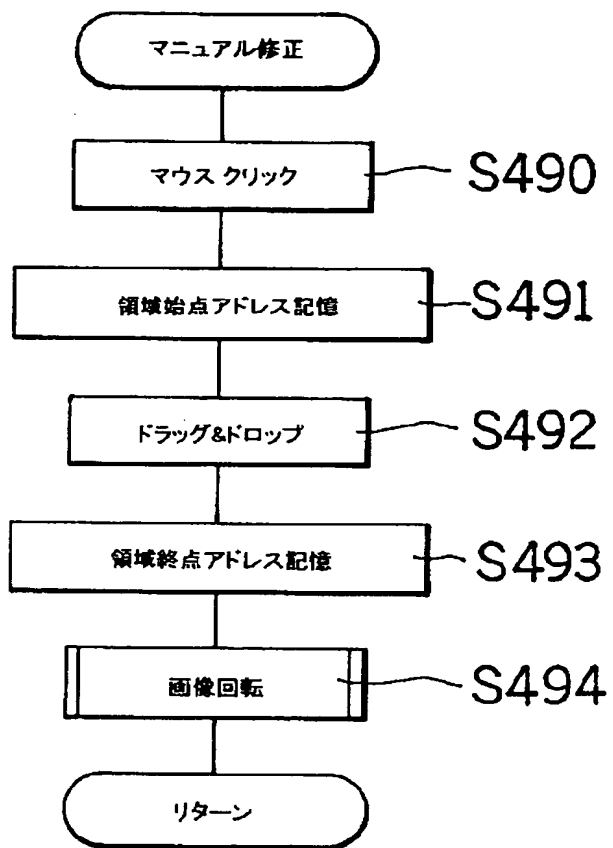 マニュアル修正
マウス クリック
S490
領域始点アドレス記憶
S491
ドラッグ&ドロップ
S492
領域終点アドレス記憶
S493
画像回転
S494
リターン